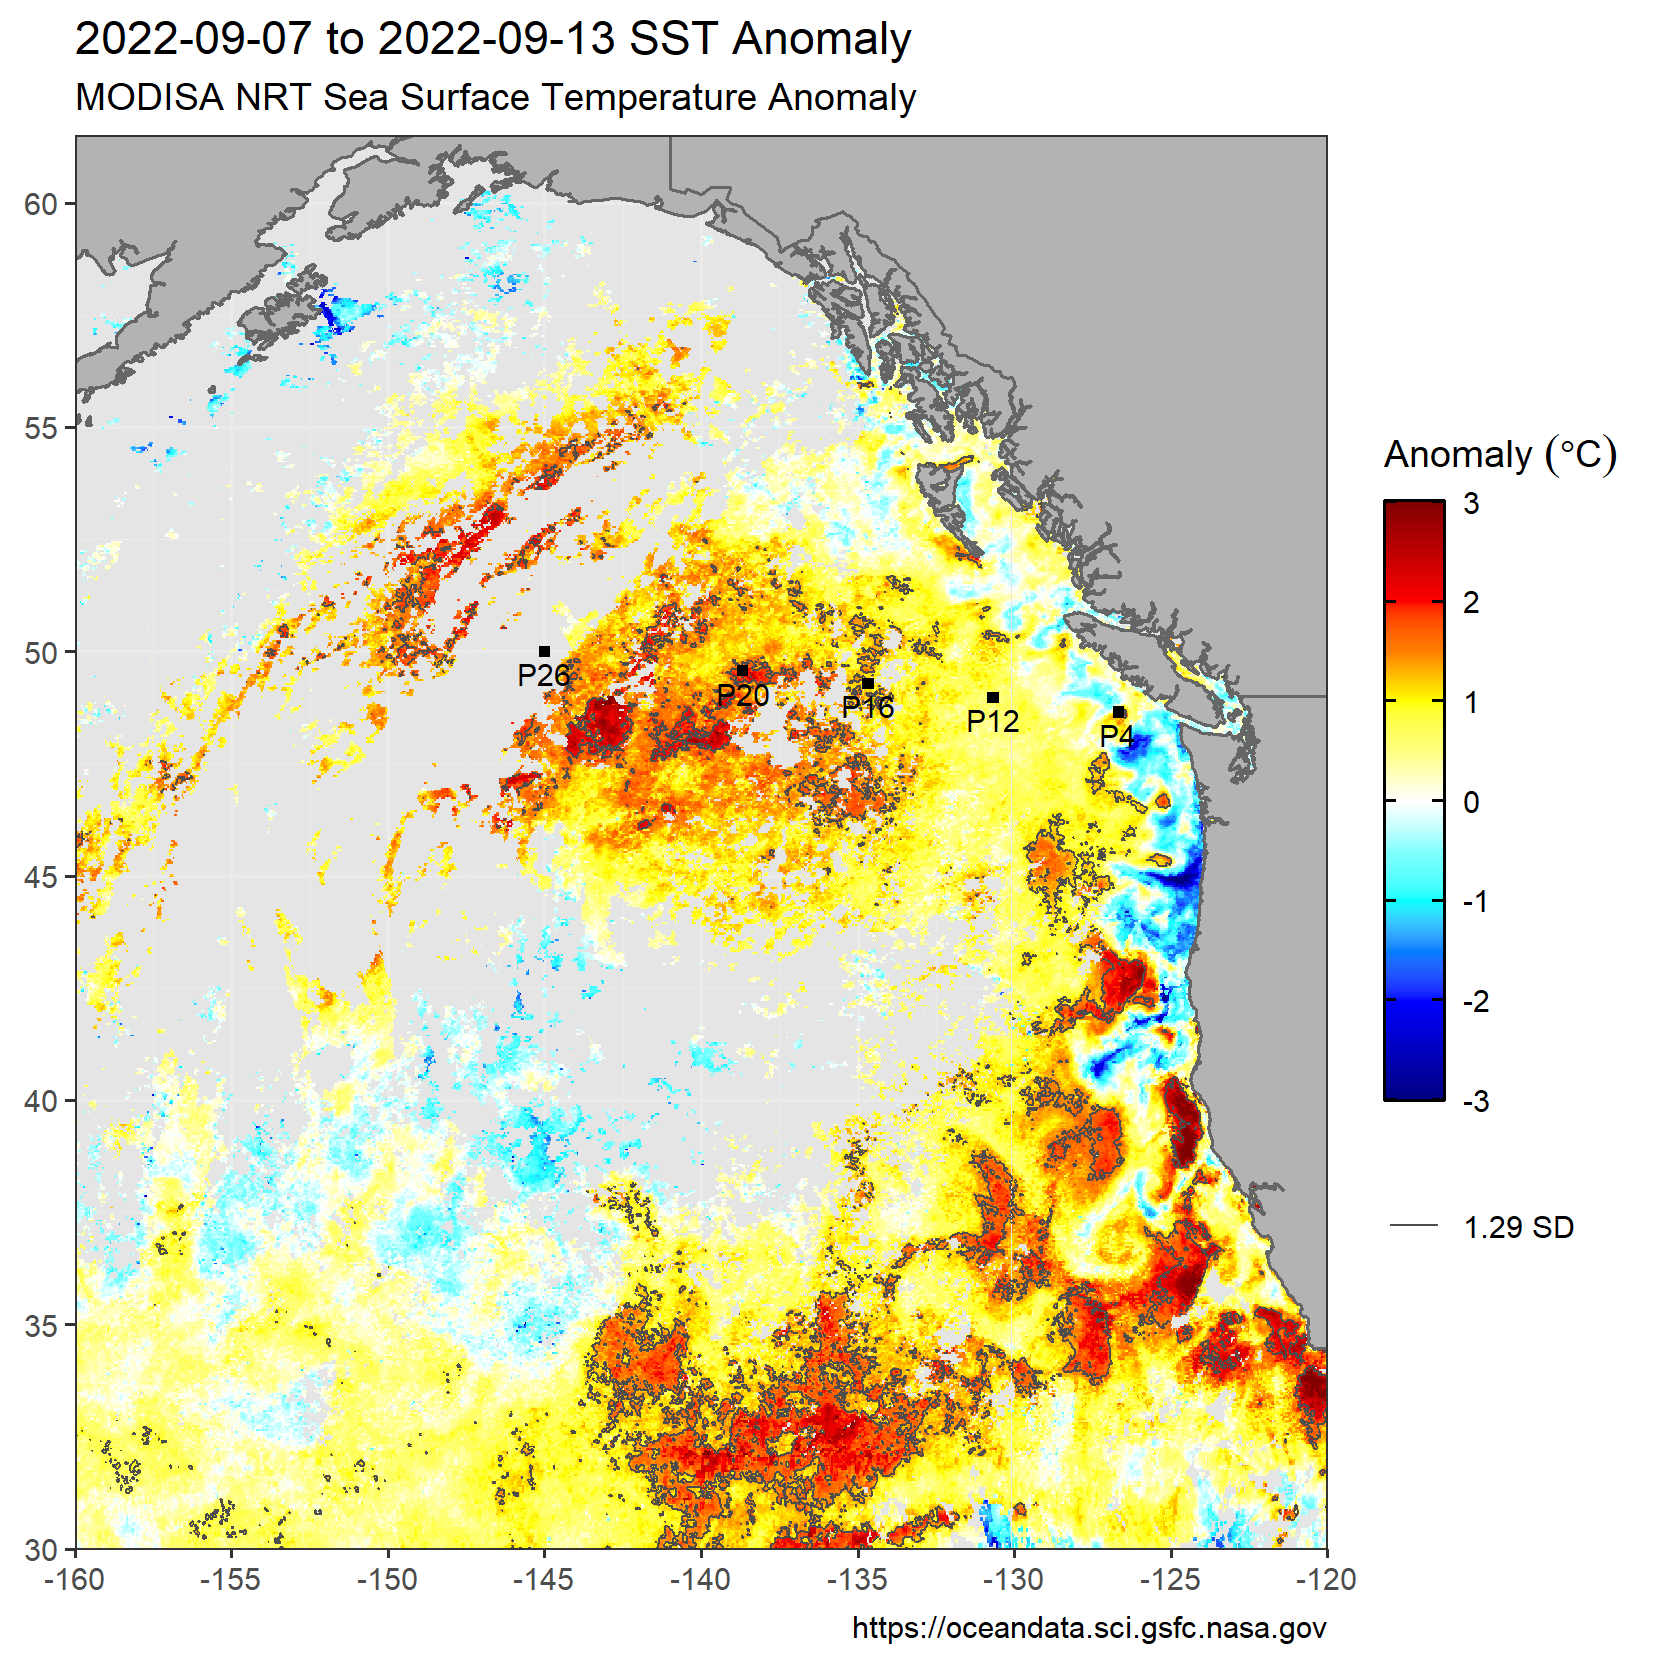 2022-09-07 to 2022-09-13 SST Anomaly
MODISA NRT Sea Surface Temperature Anomaly
60
55
50
45
40
35
30
-160
-155
-150
-145
-140
-135
-130
-125
-120
P26
P20
P16
P12
P4
Anomaly (°C)
3
2
1
0
-1
-2
-3
1.29 SD
https://oceandata.sci.gsfc.nasa.gov